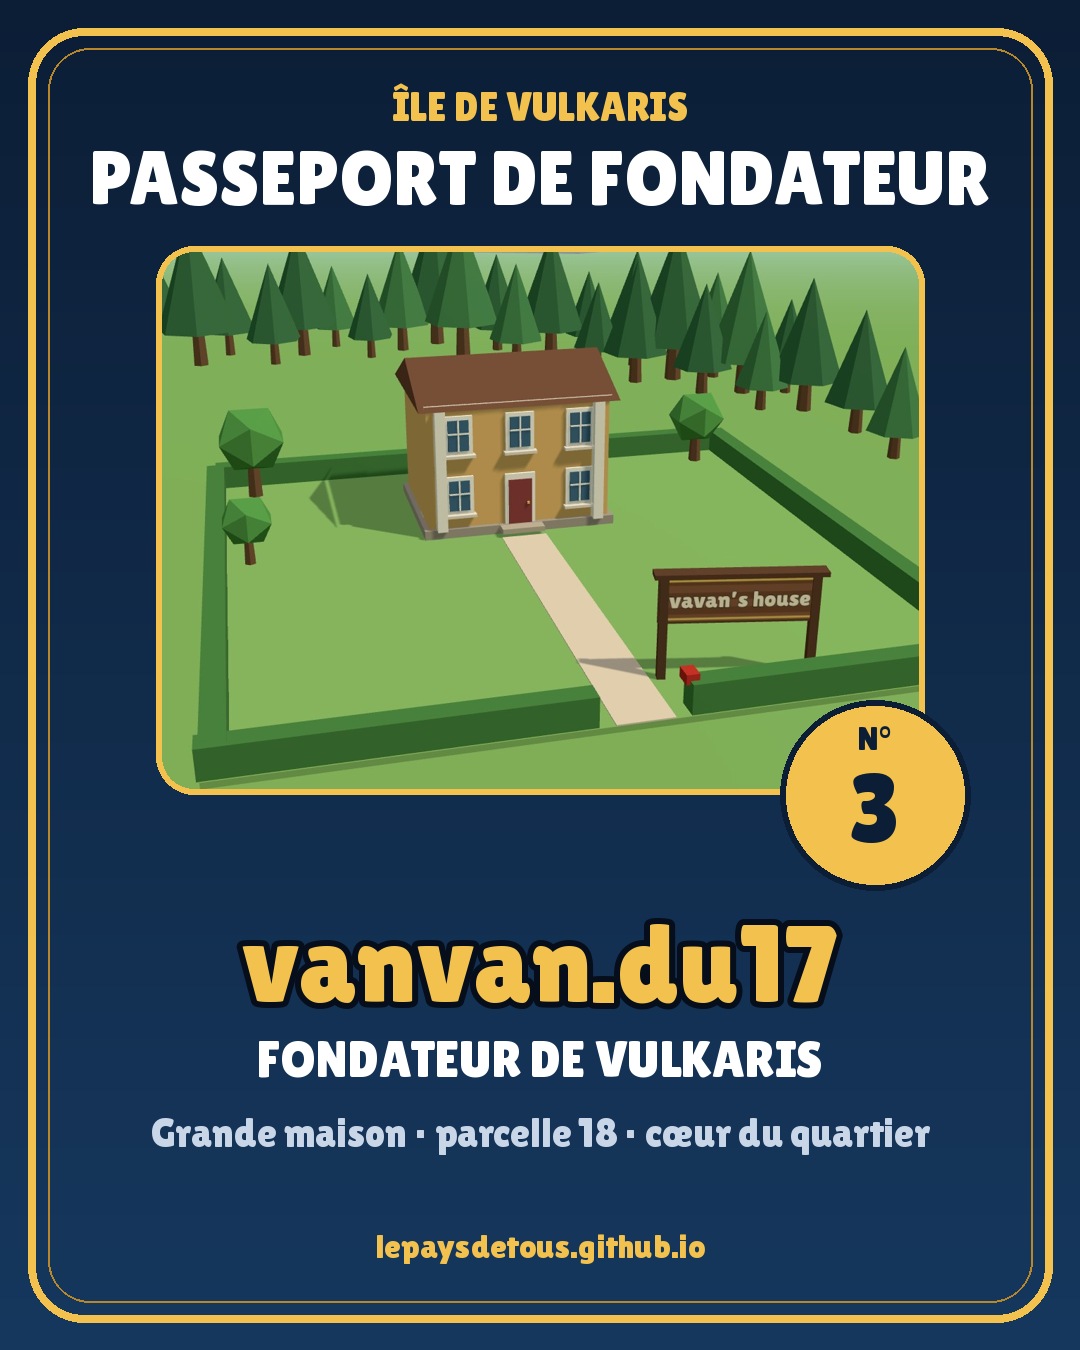 ÎLE DE VULKARIS
PASSEPORT DE FONDATEUR
vavan's house
N°
3
vanvan.du17
FONDATEUR DE VULKARIS
Grande maison · parcelle 18 · cœur du quartier
lepaysdetous.github.io